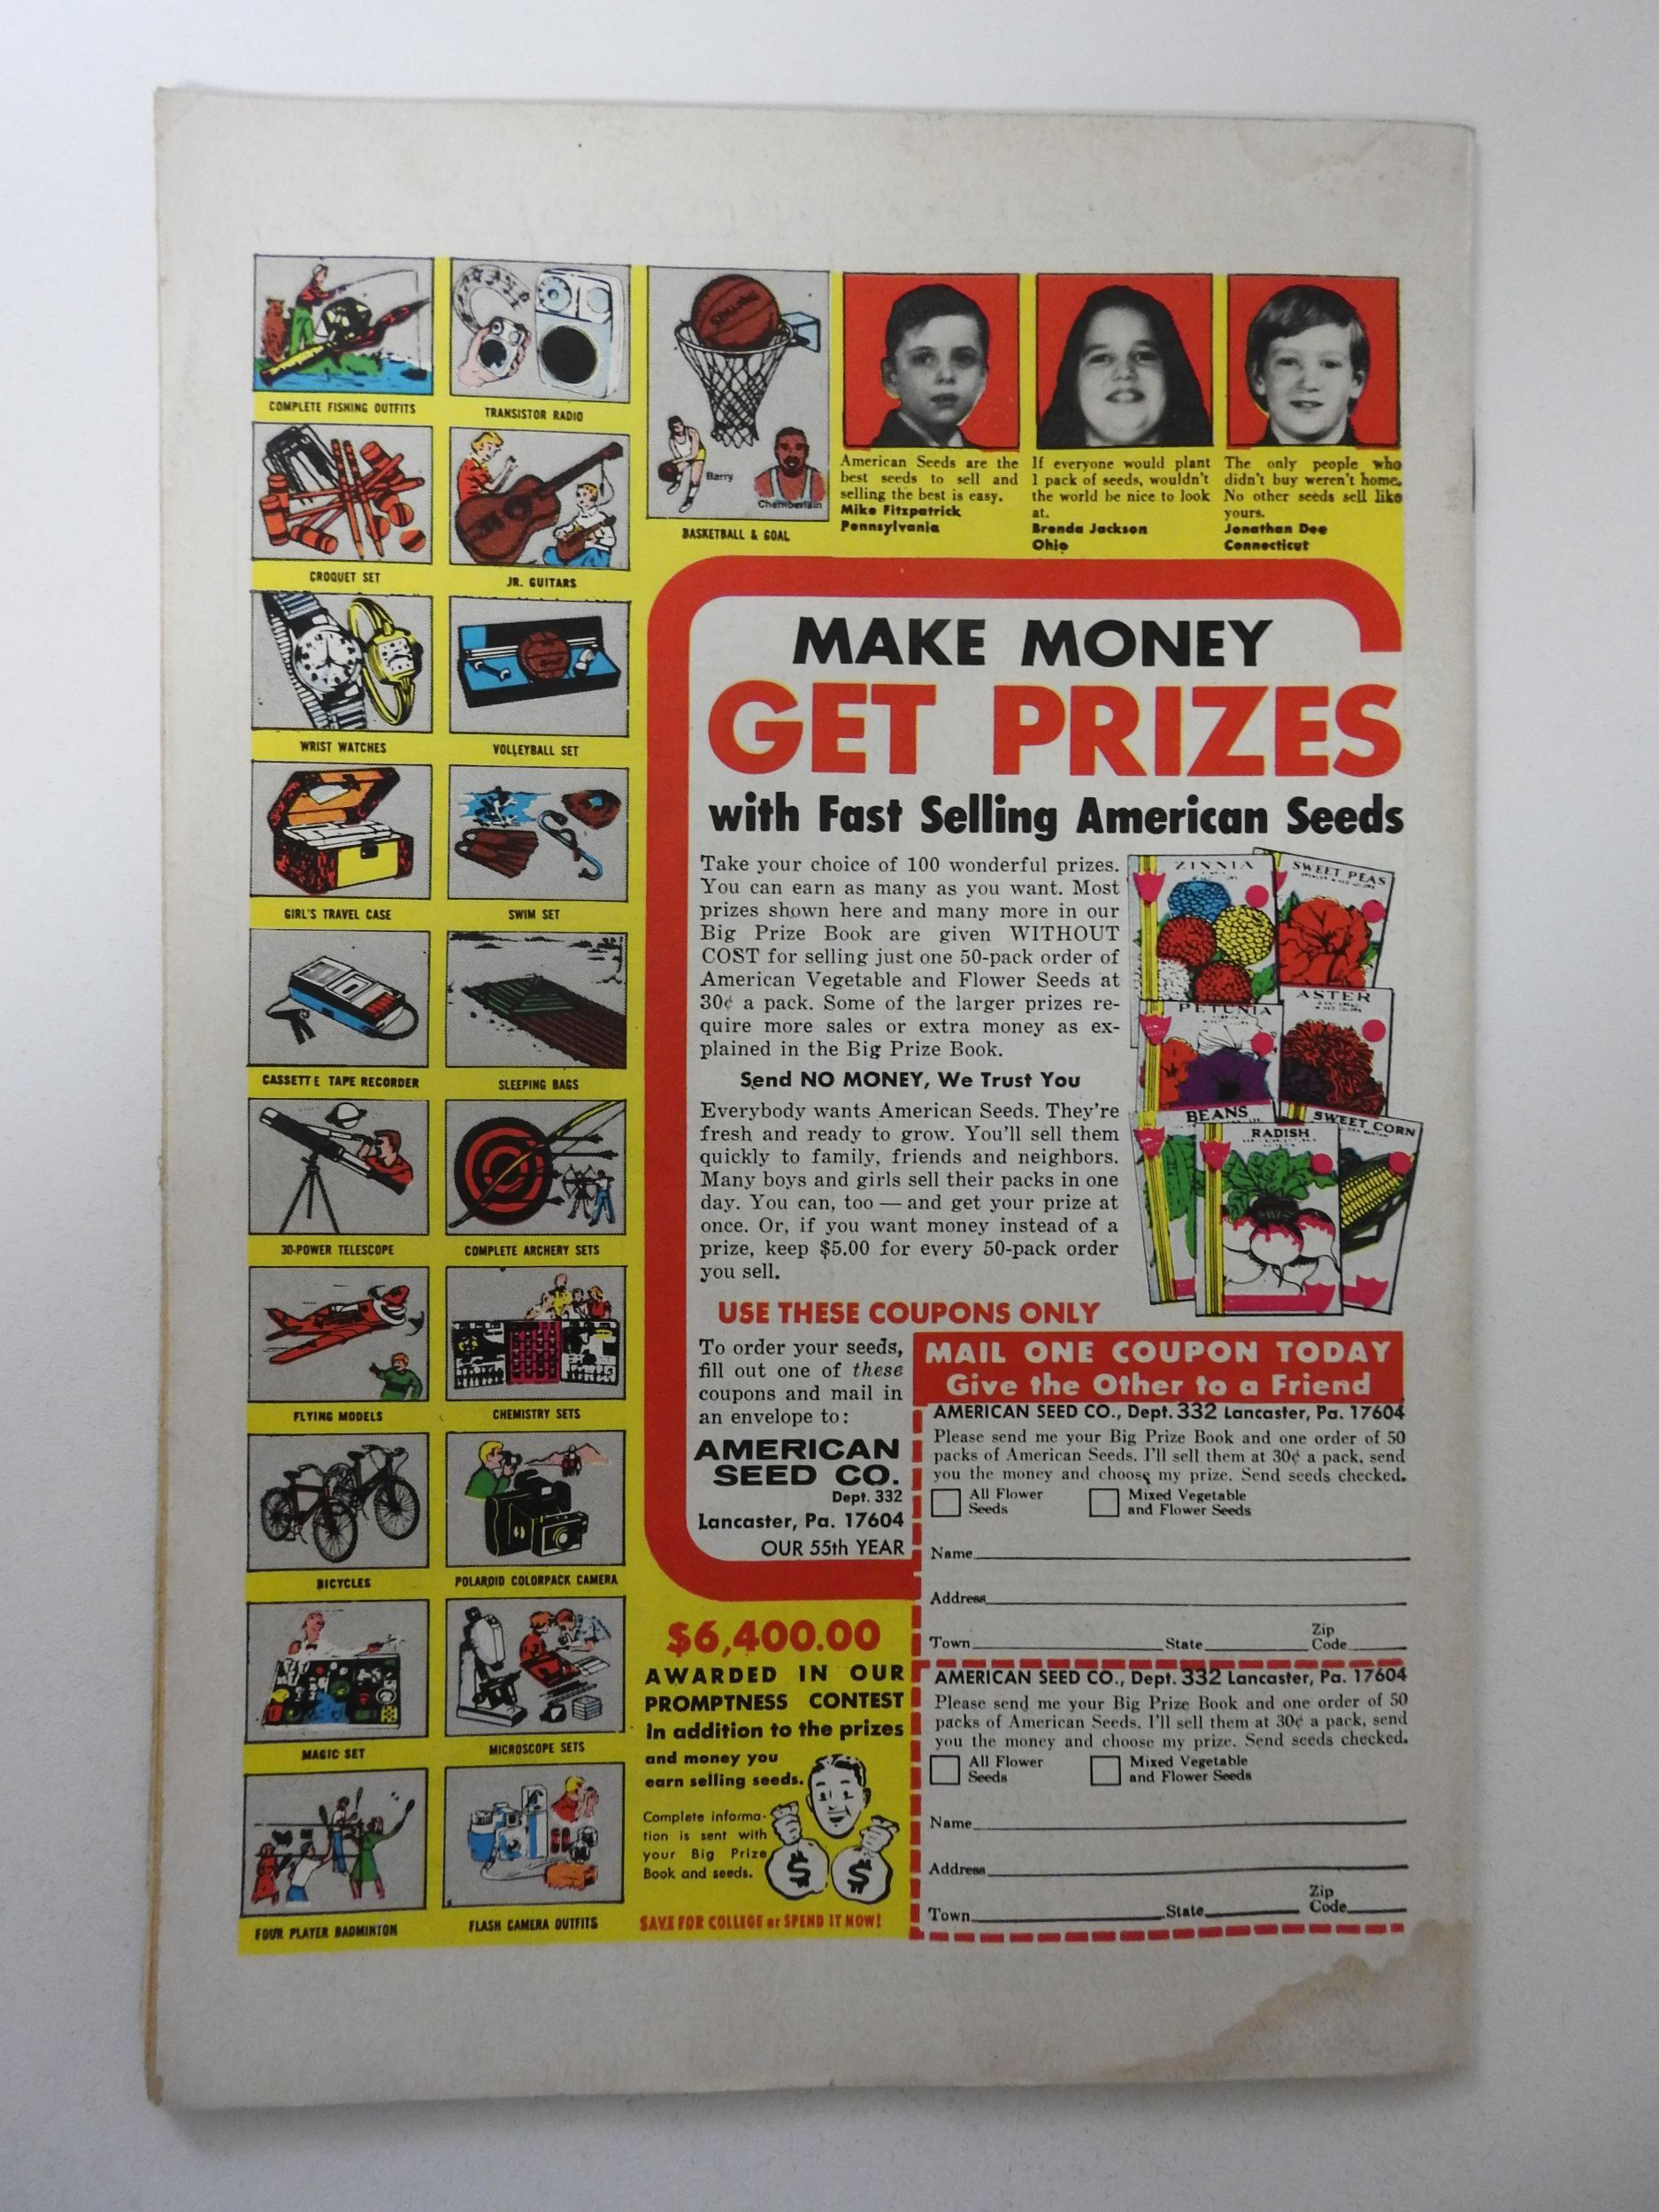 COMPLETE FISHING OUTFITS
TRANSISTOR RADIO
CROQUET SET
JR. GUITARS
WRIST WATCHES
VOLLEYBALL SET
GIRL'S TRAVEL CASE
SWIM SET
CASSETTE TAPE RECORDER
SLEEPING BAGS
30-POWER TELESCOPE
COMPLETE ARCHERY SETS
FLYING MODELS
CHEMISTRY SETS
BICYCLES
POLAROID COLORPACK CAMERA
MAGIC SET
MICROSCOPE SETS
FOUR PLAYER BADMINTON
FLASH CAMERA OUTFITS
Barry
Chamberlain
BASKETBALL & GOAL
American Seeds are the
best seeds to sell and
selling the best is easy.
Mike Fitzpatrick
Pennsylvania
If everyone would plant
1 pack of seeds, wouldn't
the world be nice to look
at.
Brenda Jackson
Ohio
The only people who
didn't buy weren't home.
No other seeds sell like
yours.
Jonathan Dee
Connecticut
MAKE MONEY
GET PRIZES
with Fast Selling American Seeds
Take your choice of 100 wonderful prizes.
You can earn as many as you want. Most
prizes shown here and many more in our
Big Prize Book are given WITHOUT
COST for selling just one 50-pack order of
American Vegetable and Flower Seeds at
30¢ a pack. Some of the larger prizes re-
quire more sales or extra money as ex-
plained in the Big Prize Book.
Send NO MONEY, We Trust You
Everybody wants American Seeds. They're
fresh and ready to grow. You'll sell them
quickly to family, friends and neighbors.
Many boys and girls sell their packs in one
day. You can, too — and get your prize at
once. Or, if you want money instead of a
prize, keep $5.00 for every 50-pack order
you sell.
ZINNIA
SWEET PEAS
PETUNIA
ASTER
BEANS
RADISH
SWEET CORN
USE THESE COUPONS ONLY
To order your seeds,
fill out one of these
coupons and mail in
an envelope to:
AMERICAN
SEED CO.
Dept. 332
Lancaster, Pa. 17604
OUR 55th YEAR
MAIL ONE COUPON TODAY
Give the Other to a Friend
AMERICAN SEED CO., Dept. 332 Lancaster, Pa. 17604
Please send me your Big Prize Book and one order of 50
packs of American Seeds. I'll sell them at 30¢ a pack, send
you the money and choose my prize. Send seeds checked.
All Flower Seeds
Mixed Vegetable and Flower Seeds
Name
Address
Town State Zip Code
AMERICAN SEED CO., Dept. 332 Lancaster, Pa. 17604
Please send me your Big Prize Book and one order of 50
packs of American Seeds. I'll sell them at 30¢ a pack, send
you the money and choose my prize. Send seeds checked.
All Flower Seeds
Mixed Vegetable and Flower Seeds
Name
Address
Town State Zip Code
$6,400.00
AWARDED IN OUR
PROMPTNESS CONTEST
in addition to the prizes
and money you
earn selling seeds.
Complete informa-
tion is sent with
your Big Prize
Book and seeds.
$ $
SAVE FOR COLLEGE or SPEND IT NOW!